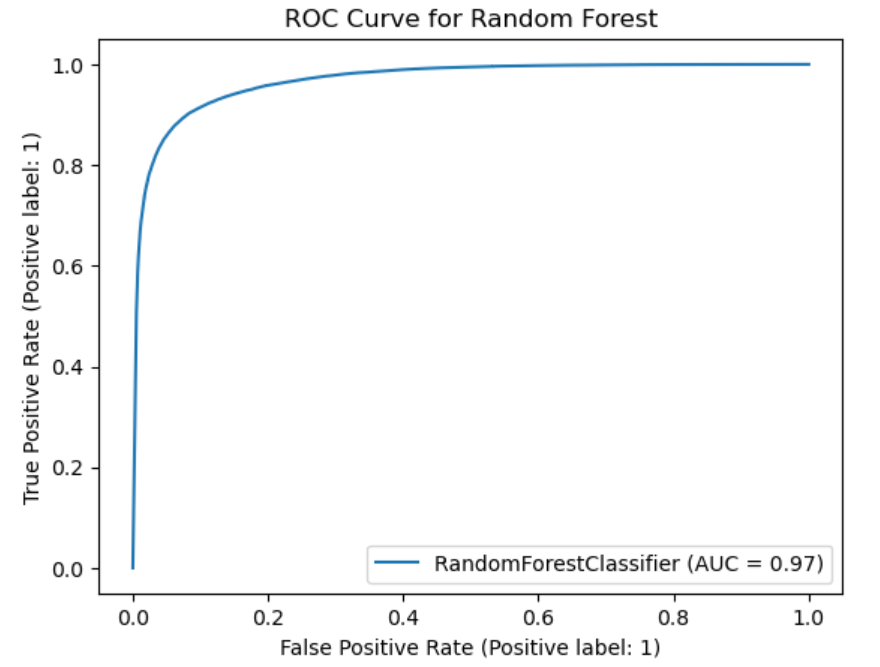 ROC Curve for Random Forest
True Positive Rate (Positive label: 1)
1.0
0.8
0.6
0.4
0.2
0.0
RandomForestClassifier (AUC = 0.97)
0.0 0.2 0.4 0.6 0.8 1.0
False Positive Rate (Positive label: 1)